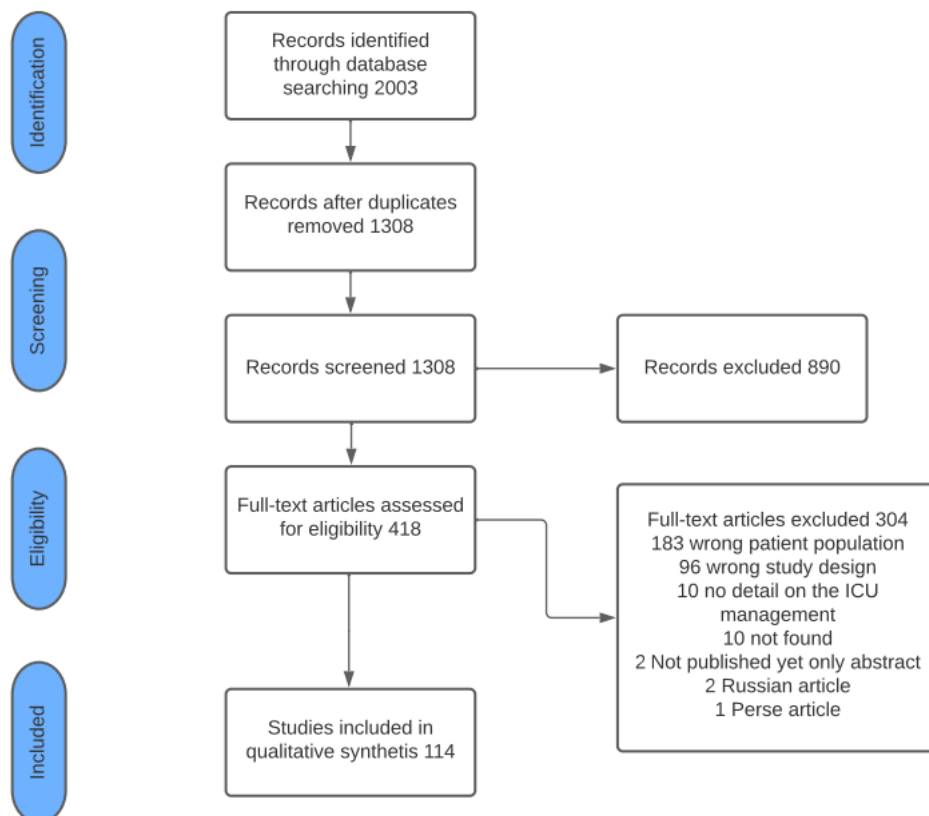 Identification
Records identified
through database
searching 2003
Records after duplicates
removed 1308
Screening
Records screened 1308
Records excluded 890
Eligibility
Full-text articles assessed
for eligibility 418
Full-text articles excluded 304
183 wrong patient population
96 wrong study design
10 no detail on the ICU
management
10 not found
2 Not published yet only abstract
2 Russian article
1 Perse article
Included
Studies included in
qualitative synthetis 114